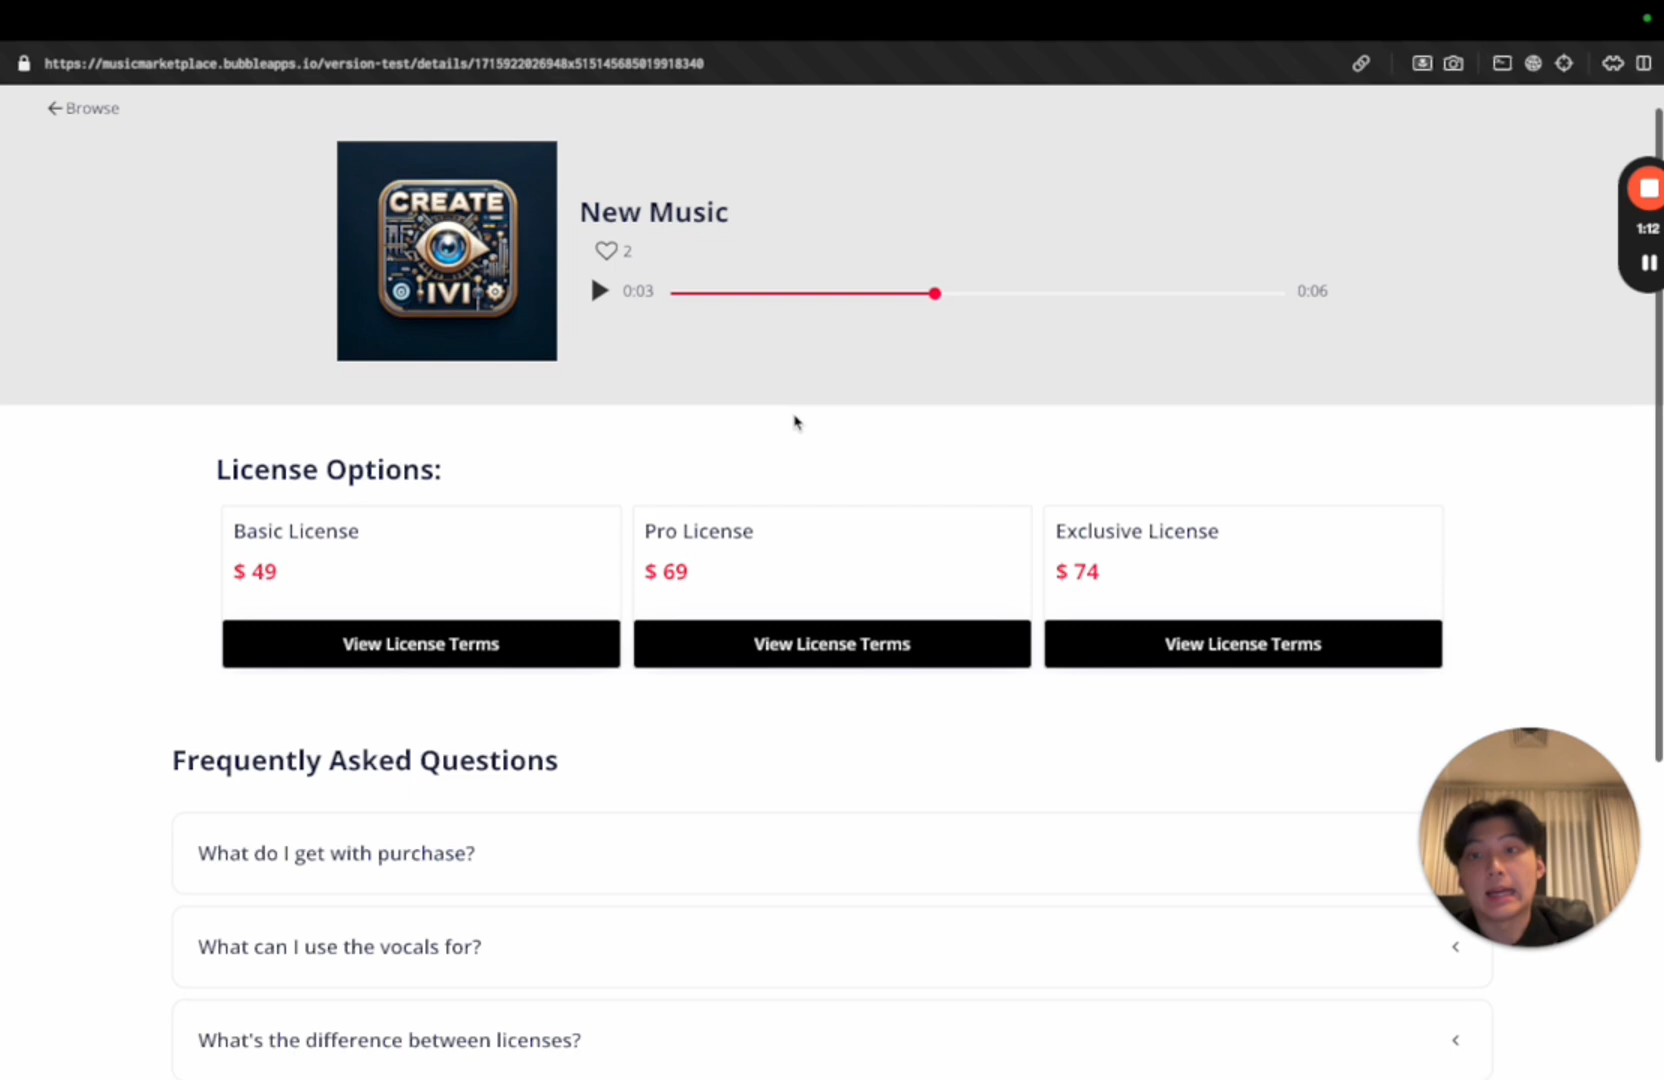 https://musicmarketplace.bubbleapps.io/version-test/details/1715922026948x515145685019918340
Browse
CREATE
IVI
New Music
2
0:03
0:06
1:12
License Options:
Basic License
$ 49
View License Terms
Pro License
$ 69
View License Terms
Exclusive License
$ 74
View License Terms
Frequently Asked Questions
What do I get with purchase?
What can I use the vocals for?
What's the difference between licenses?